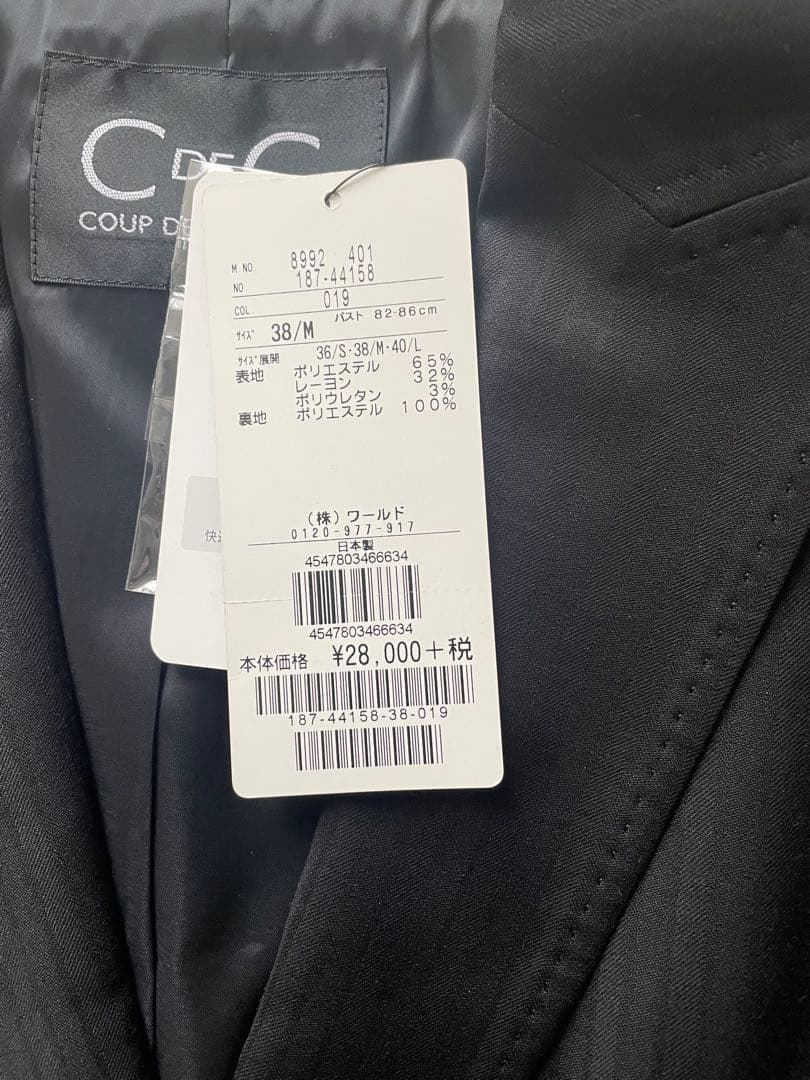 C DE C
COUP DE
M.NO. 8992 401
NO 187-44158
COL. 019
バスト 82-86cm
サイズ 38/M
サイズ展開 36/S・38/M・40/L
表地 ポリエステル 65%
レーヨン 32%
ポリウレタン 3%
裏地 ポリエステル 100%
快
(株)ワールド
0120-977-917
日本製
4547803466634
4547803466634
本体価格 ¥28,000+税
187-44158-38-019